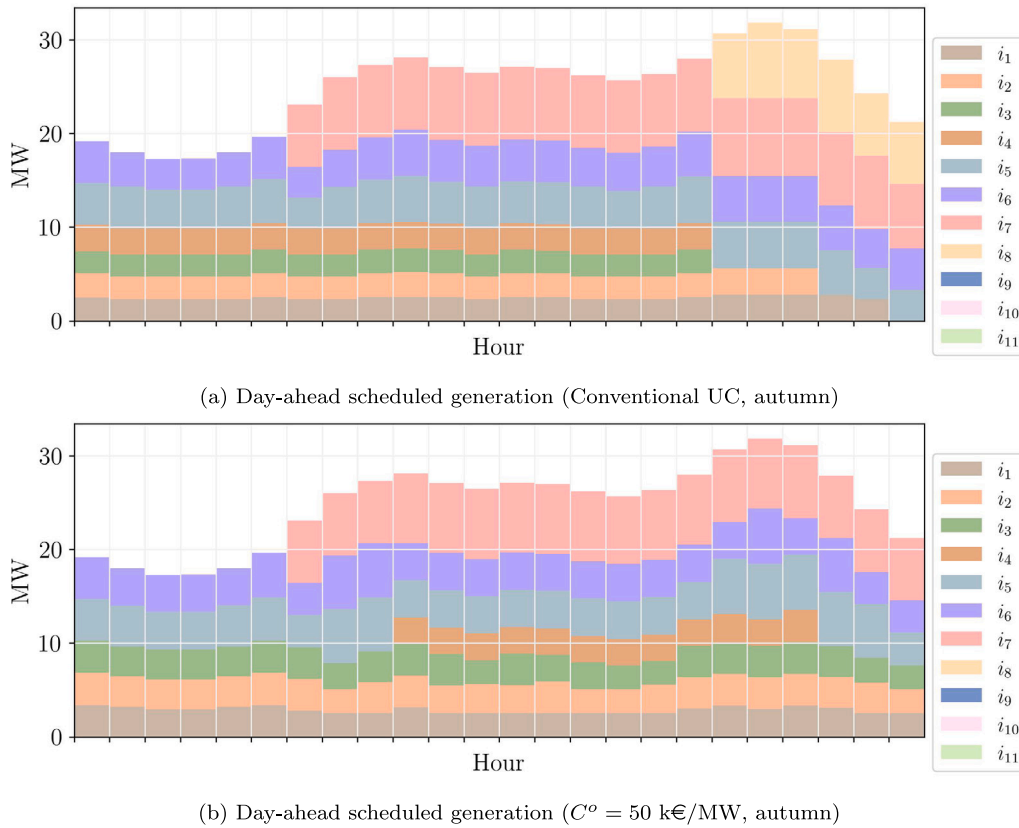 30
20
10
0
MW
Hour
i₁
i₂
i₃
i₄
i₅
i₆
i₇
i₈
i₉
i₁₀
i₁₁
(a) Day-ahead scheduled generation (Conventional UC, autumn)
30
20
10
0
MW
Hour
i₁
i₂
i₃
i₄
i₅
i₆
i₇
i₈
i₉
i₁₀
i₁₁
(b) Day-ahead scheduled generation (Cᵒ = 50 k€/MW, autumn)